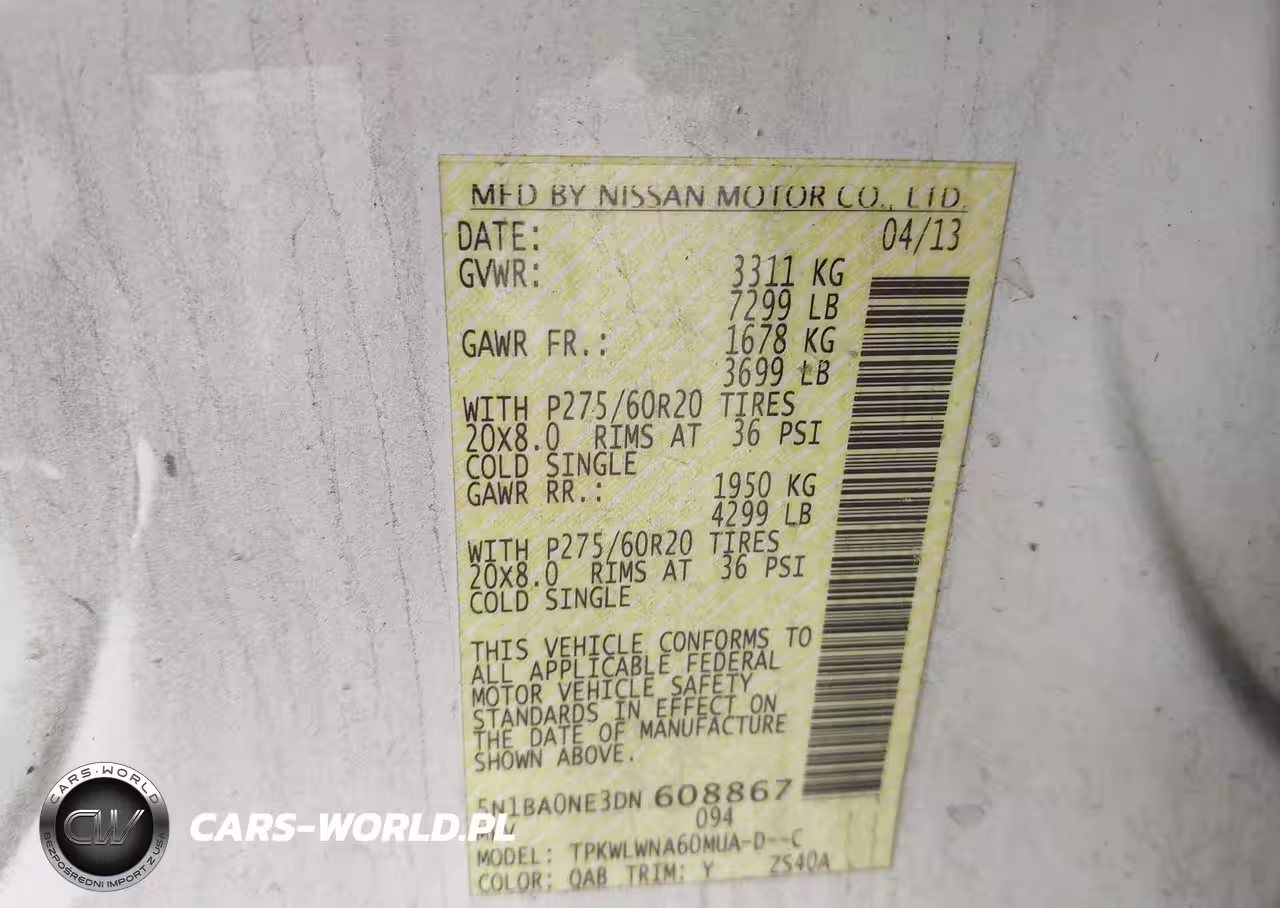 MFD BY NISSAN MOTOR CO., LTD.
DATE: 04/13
GVWR: 3311 KG
7299 LB
GAWR FR.: 1678 KG
3699 LB
WITH P275/60R20 TIRES
20X8.0 RIMS AT 36 PSI
COLD SINGLE
GAWR RR.: 1950 KG
4299 LB
WITH P275/60R20 TIRES
20X8.0 RIMS AT 36 PSI
COLD SINGLE
THIS VEHICLE CONFORMS TO
ALL APPLICABLE FEDERAL
MOTOR VEHICLE SAFETY
STANDARDS IN EFFECT ON
THE DATE OF MANUFACTURE
SHOWN ABOVE.
5N1BA0NE3DN 608867
094
MODEL: TPKWLWNA60MUA-D--C
COLOR: QAB TRIM: Y ZS40A
CARS-WORLD
CW
BEZPOŚREDNI IMPORT Z USA
CARS-WORLD.PL